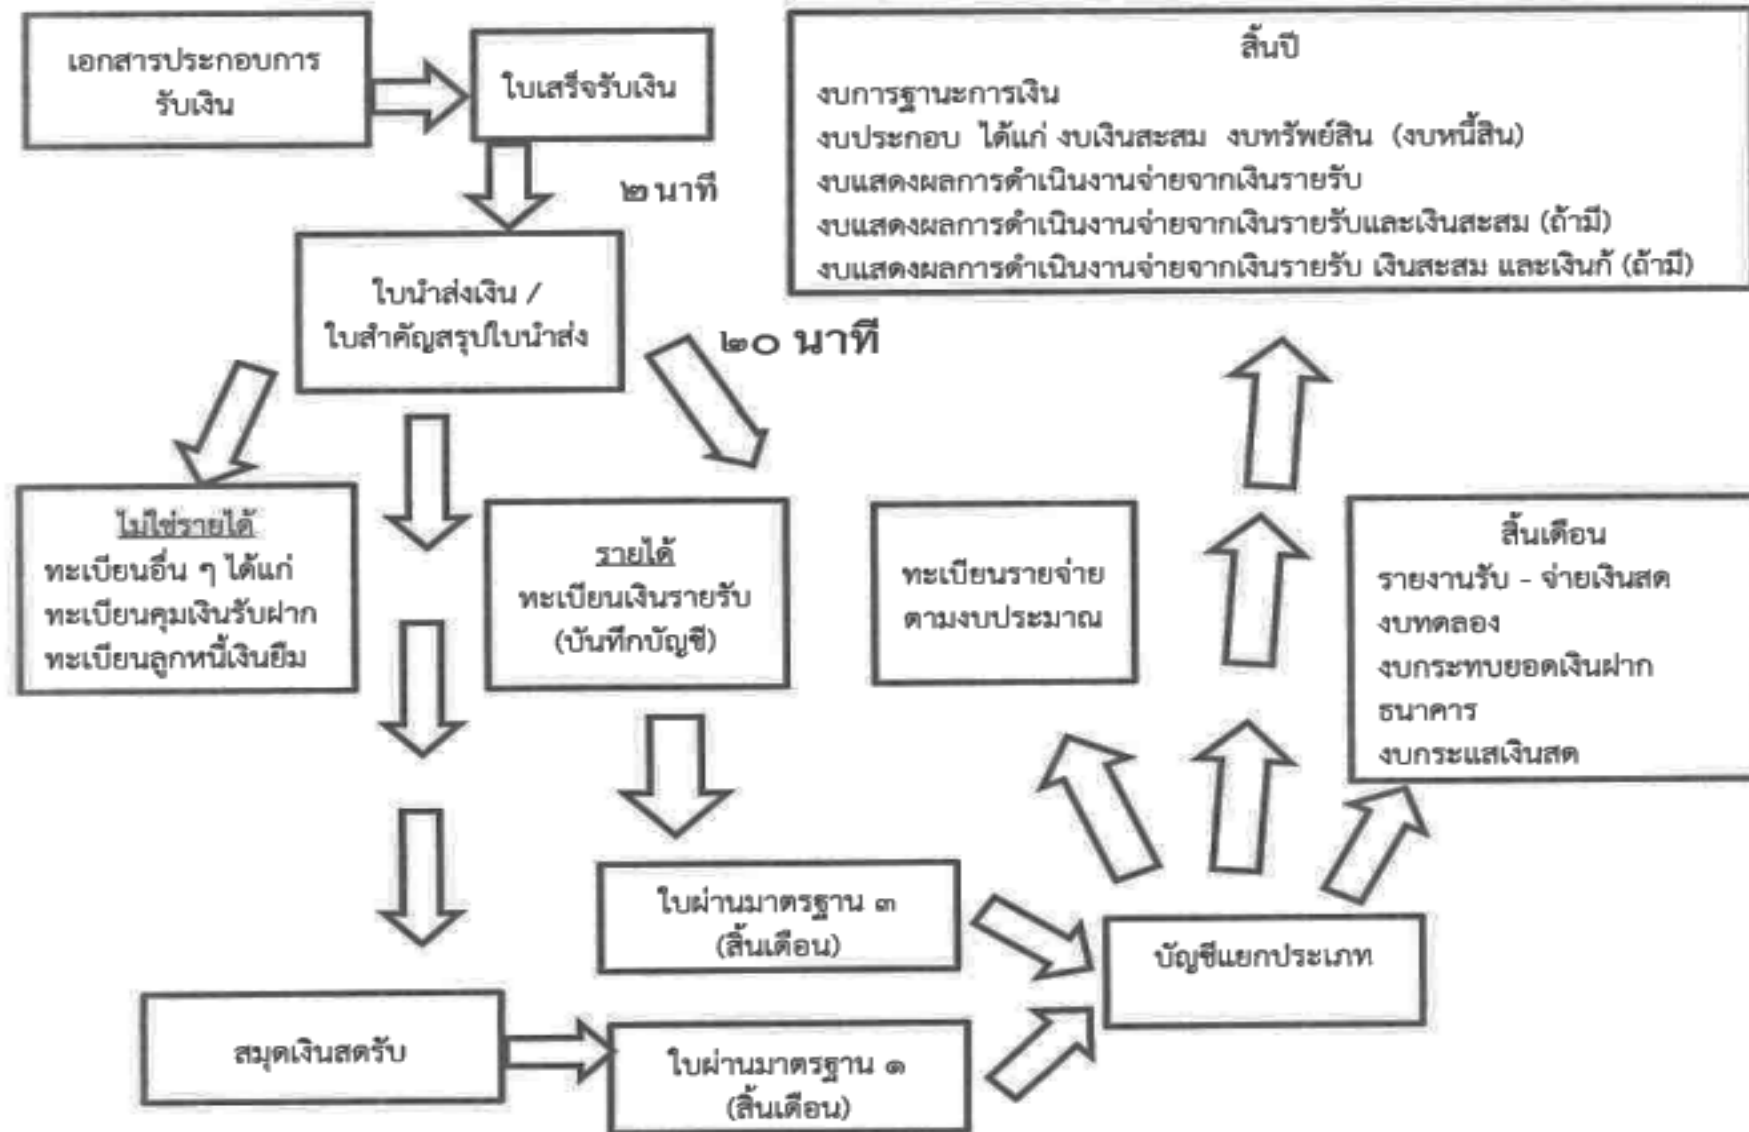 เอกสารประกอบการ
รับเงิน
ใบเสร็จรับเงิน
๒ นาที
ใบนำส่งเงิน /
ใบสำคัญสรุปใบนำส่ง
๒๐ นาที
สิ้นปี
งบการฐานะการเงิน
งบประกอบ ได้แก่ งบเงินสะสม งบทรัพย์สิน (งบหนี้สิน)
งบแสดงผลการดำเนินงานจ่ายจากเงินรายรับ
งบแสดงผลการดำเนินงานจ่ายจากเงินรายรับและเงินสะสม (ถ้ามี)
งบแสดงผลการดำเนินงานจ่ายจากเงินรายรับ เงินสะสม และเงินกู้ (ถ้ามี)
ไม่ใช่รายได้
ทะเบียนอื่น ๆ ได้แก่
ทะเบียนคุมเงินรับฝาก
ทะเบียนลูกหนี้เงินยืม
รายได้
ทะเบียนเงินรายรับ
(บันทึกบัญชี)
ทะเบียนรายจ่าย
ตามงบประมาณ
สิ้นเดือน
รายงานรับ - จ่ายเงินสด
งบทดลอง
งบกระทบยอดเงินฝาก
ธนาคาร
งบกระแสเงินสด
ใบผ่านมาตรฐาน ๓
(สิ้นเดือน)
บัญชีแยกประเภท
สมุดเงินสดรับ
ใบผ่านมาตรฐาน ๑
(สิ้นเดือน)